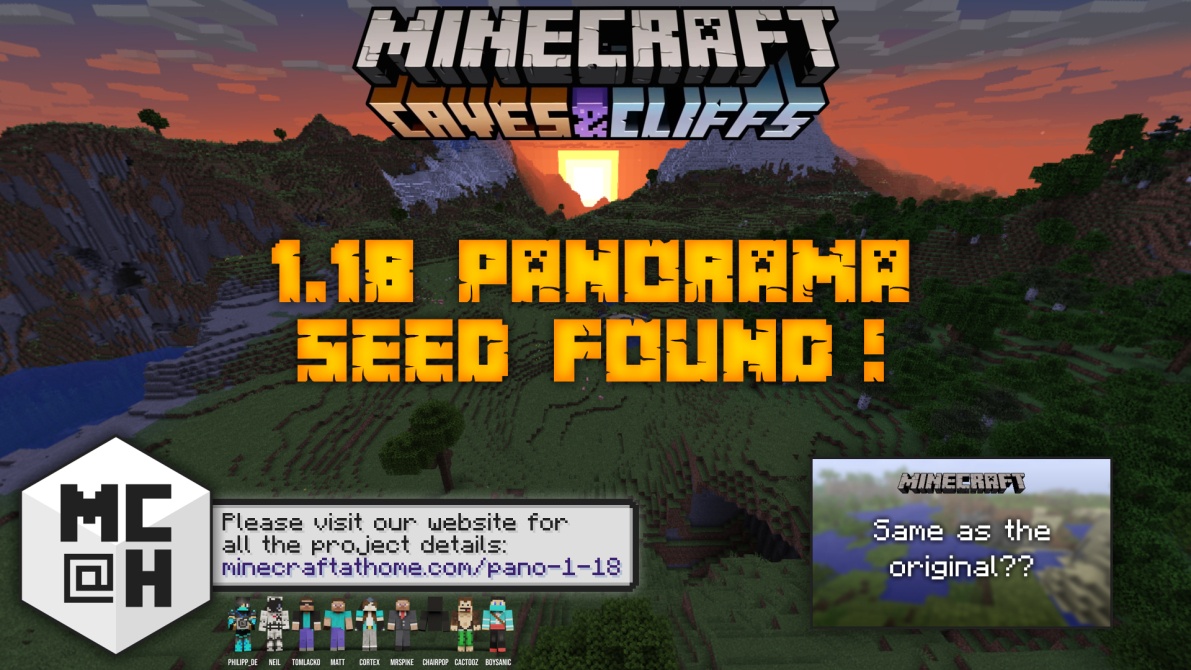 MINECRAFT
CAVES & CLIFFS
1.18 PANORAMA
SEED FOUND!
MC
@H
Please visit our website for
all the project details:
minecraftathome.com/pano-1-18
MINECRAFT
Same as the
original??
PHILIPP_DE NEIL TOMLACKO MATT CORTEX MRSPIKE CHAIRPOP CACTOOZ BOYSANIC